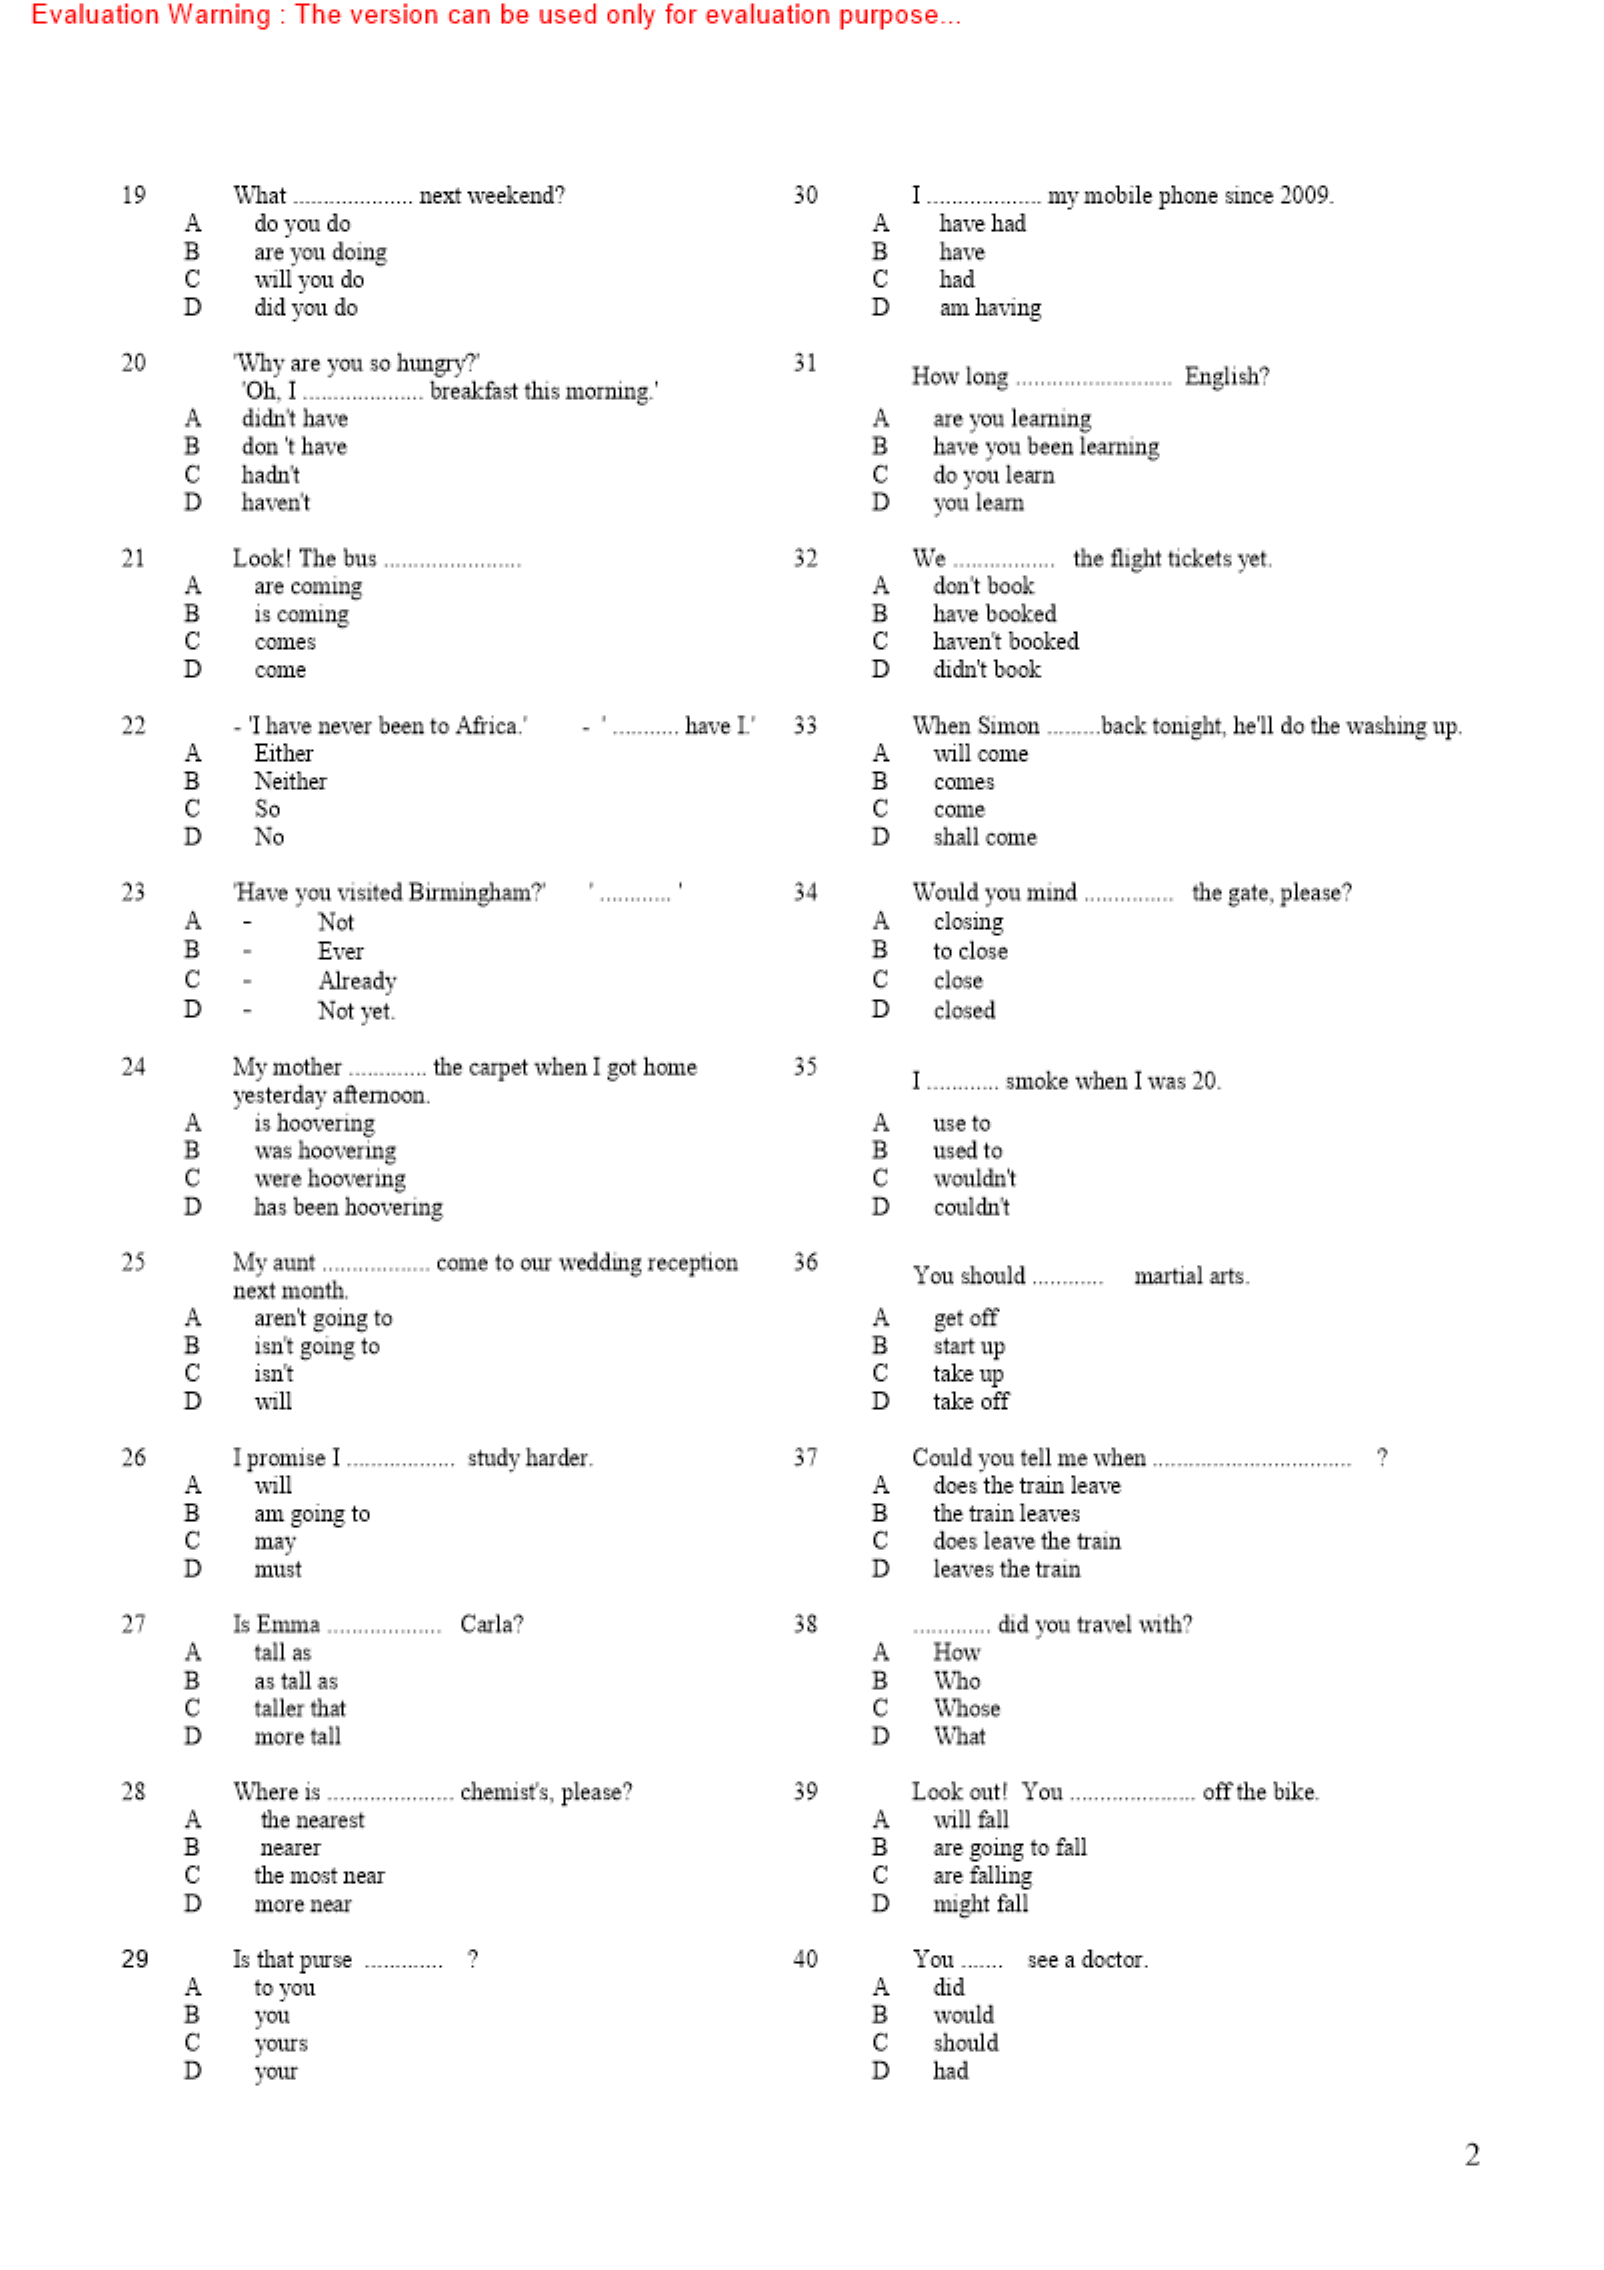 Evaluation Warning : The version can be used only for evaluation purpose...
19 What .................... next weekend?
A do you do
B are you doing
C will you do
D did you do
20 'Why are you so hungry?'
'Oh, I .................... breakfast this morning.'
A didn't have
B don 't have
C hadn't
D haven't
21 Look! The bus .......................
A are coming
B is coming
C comes
D come
22 - 'I have never been to Africa.' - ' ........... have I.'
A Either
B Neither
C So
D No
23 'Have you visited Birmingham?' ' ............ '
A - Not
B - Ever
C - Already
D - Not yet.
24 My mother ............. the carpet when I got home
yesterday afternoon.
A is hoovering
B was hoovering
C were hoovering
D has been hoovering
25 My aunt .................. come to our wedding reception
next month.
A aren't going to
B isn't going to
C isn't
D will
26 I promise I .................. study harder.
A will
B am going to
C may
D must
27 Is Emma ................... Carla?
A tall as
B as tall as
C taller that
D more tall
28 Where is ..................... chemist's, please?
A the nearest
B nearer
C the most near
D more near
29 Is that purse ............. ?
A to you
B you
C yours
D your
30 I ................... my mobile phone since 2009.
A have had
B have
C had
D am having
31 How long .......................... English?
A are you learning
B have you been learning
C do you learn
D you learn
32 We ................. the flight tickets yet.
A don't book
B have booked
C haven't booked
D didn't book
33 When Simon .........back tonight, he'll do the washing up.
A will come
B comes
C come
D shall come
34 Would you mind ............... the gate, please?
A closing
B to close
C close
D closed
35 I ............ smoke when I was 20.
A use to
B used to
C wouldn't
D couldn't
36 You should ............ martial arts.
A get off
B start up
C take up
D take off
37 Could you tell me when ................................. ?
A does the train leave
B the train leaves
C does leave the train
D leaves the train
38 ............. did you travel with?
A How
B Who
C Whose
D What
39 Look out! You ..................... off the bike.
A will fall
B are going to fall
C are falling
D might fall
40 You ....... see a doctor.
A did
B would
C should
D had
2